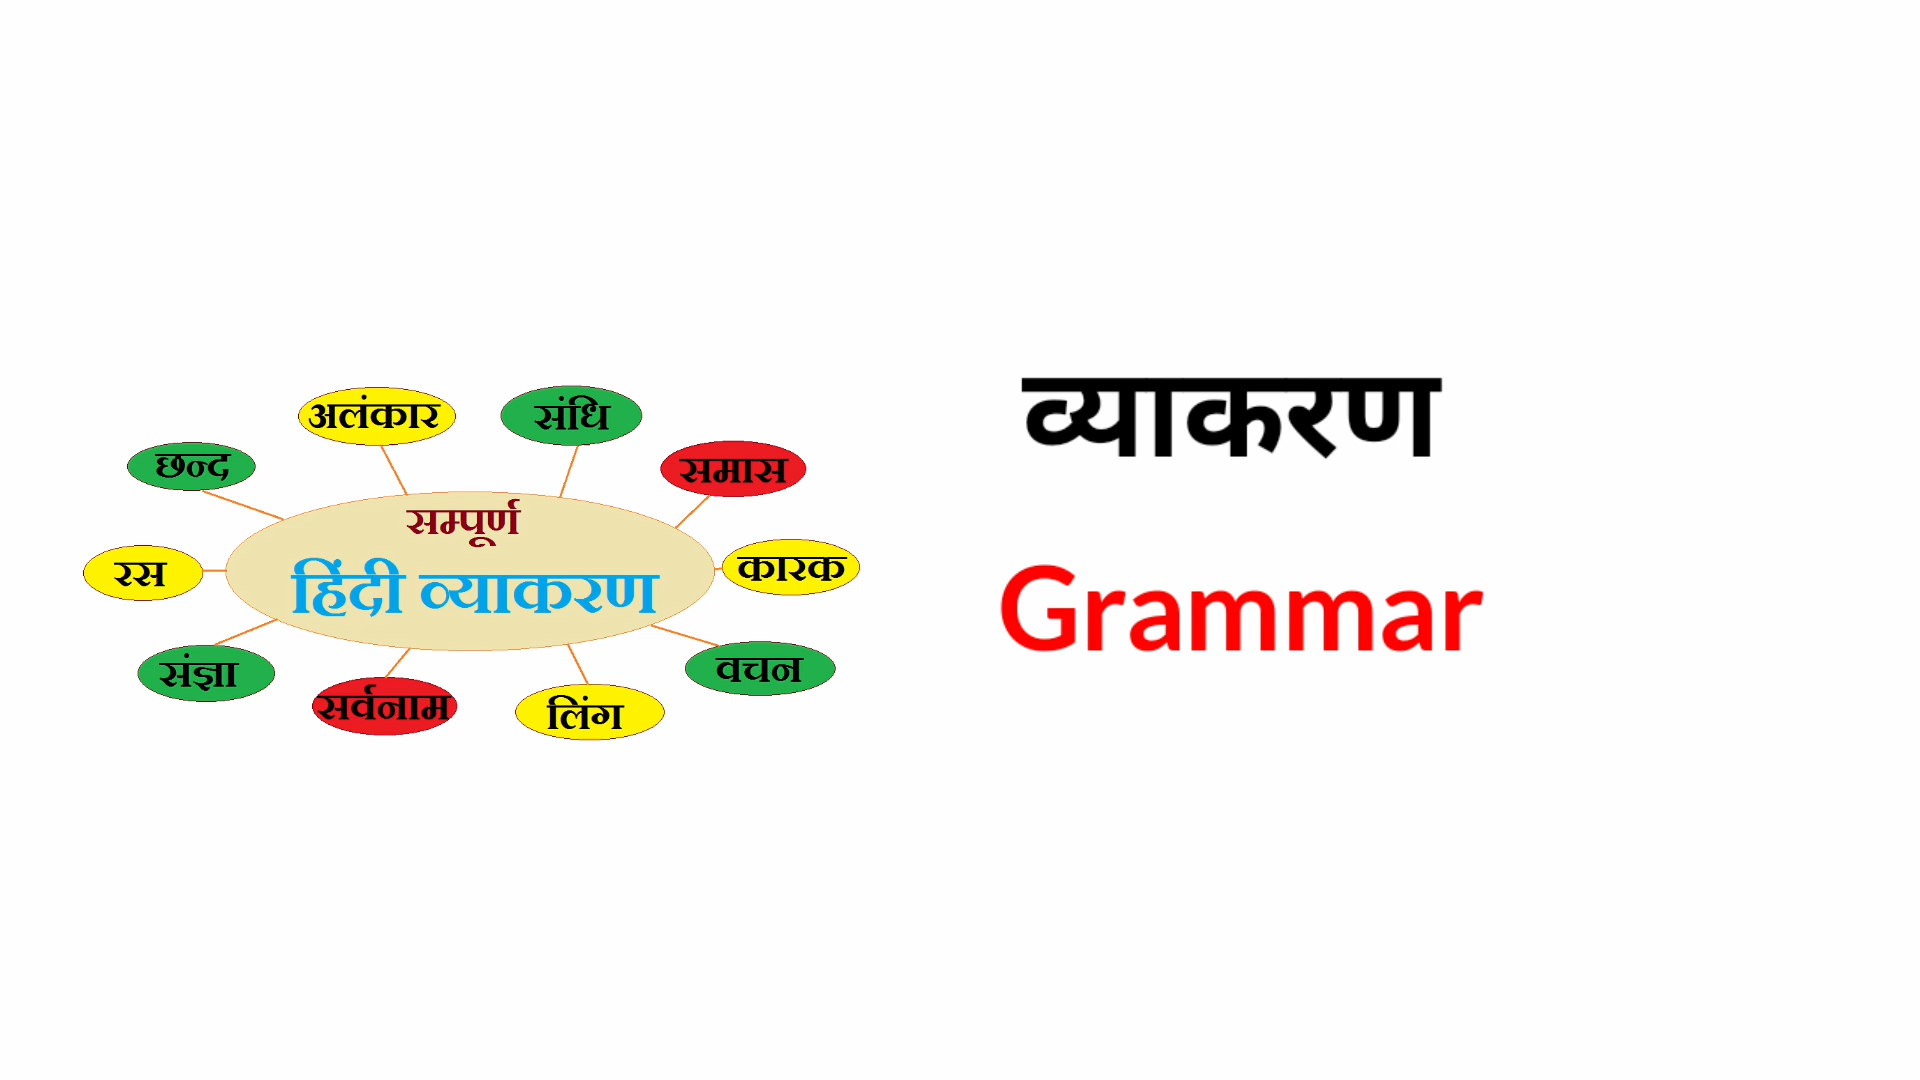 अलंकार
संधि
छन्द
समास
सम्पूर्ण
हिंदी व्याकरण
रस
कारक
संज्ञा
सर्वनाम
लिंग
वचन
व्याकरण
Grammar